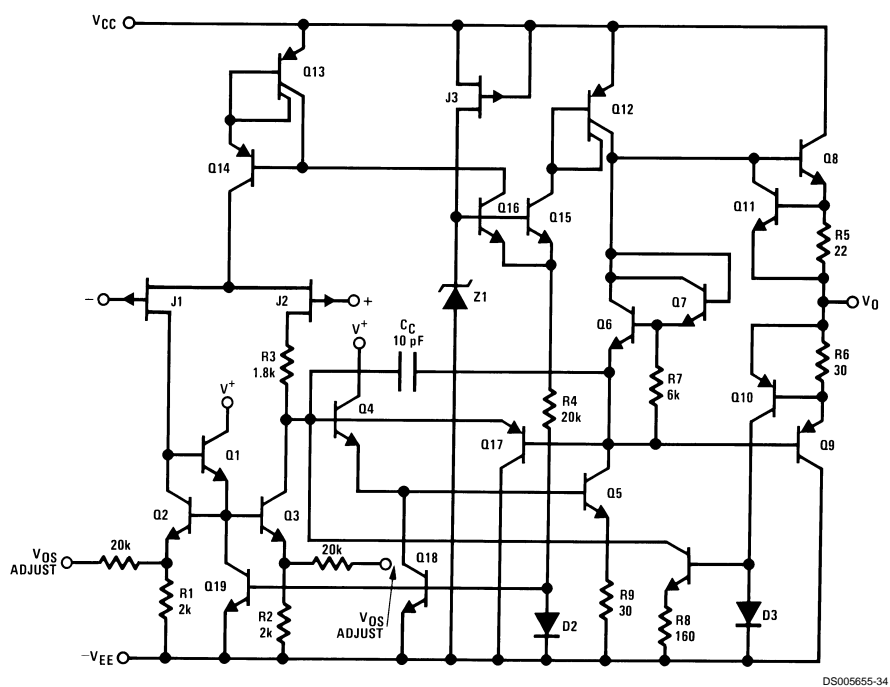 VCC
Q13
J3
Q12
Q14
Q8
Q16
Q15
Q11
R5
22
–
J1
J2
+
Z1
Q7
VO
V+
CC
10 pF
Q6
R3
1.8k
R6
30
V+
Q4
R4
20k
R7
6k
Q10
Q1
Q17
Q9
Q2
Q3
Q5
20k
20k
Q18
VOS
ADJUST
R1
2k
Q19
R2
2k
VOS
ADJUST
D2
R9
30
R8
160
D3
–VEE
DS005655-34